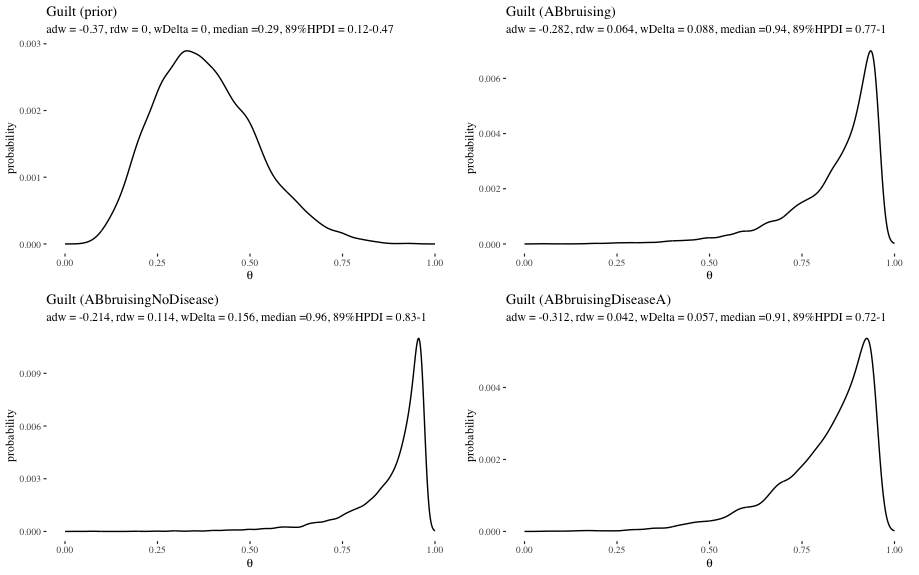 Guilt (prior)
adw = -0.37, rdw = 0, wDelta = 0, median =0.29, 89%HPDI = 0.12-0.47
0.003
0.002
0.001
0.000
probability
0.00 0.25 0.50 0.75 1.00
θ
Guilt (ABbruising)
adw = -0.282, rdw = 0.064, wDelta = 0.088, median =0.94, 89%HPDI = 0.77-1
0.006
0.004
0.002
0.000
probability
0.00 0.25 0.50 0.75 1.00
θ
Guilt (ABbruisingNoDisease)
adw = -0.214, rdw = 0.114, wDelta = 0.156, median =0.96, 89%HPDI = 0.83-1
0.009
0.006
0.003
0.000
probability
0.00 0.25 0.50 0.75 1.00
θ
Guilt (ABbruisingDiseaseA)
adw = -0.312, rdw = 0.042, wDelta = 0.057, median =0.91, 89%HPDI = 0.72-1
0.004
0.002
0.000
probability
0.00 0.25 0.50 0.75 1.00
θ